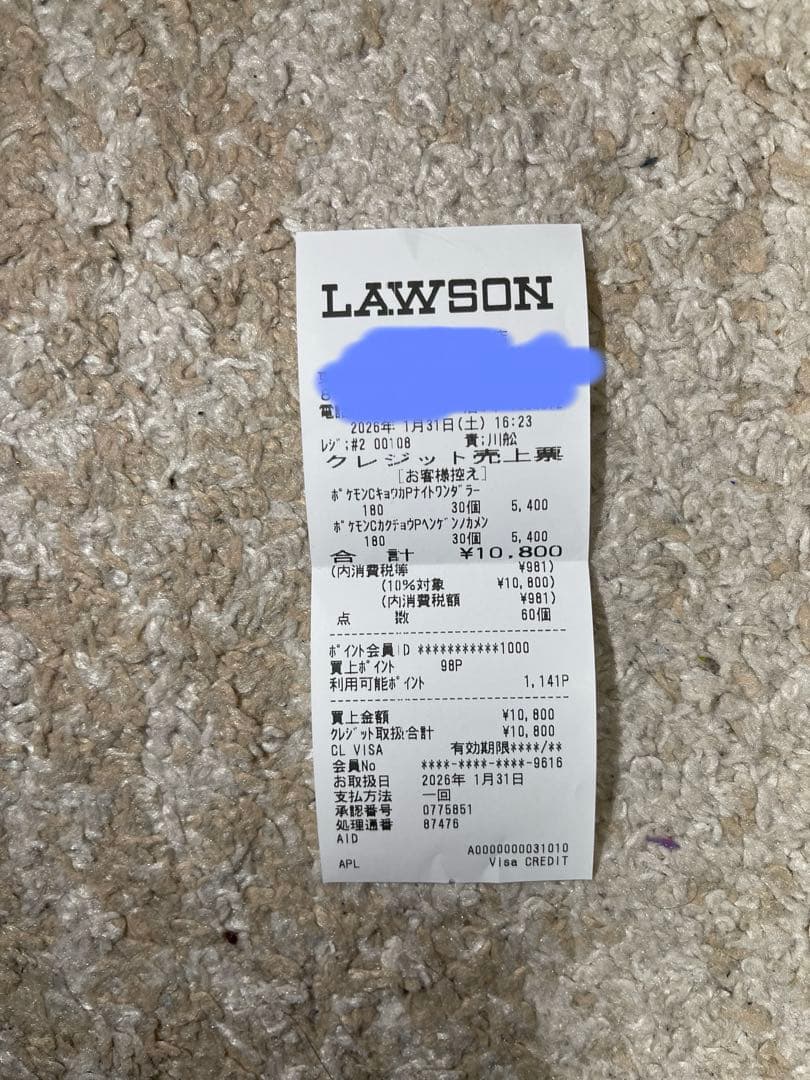 LAWSON
電
2026年 1月31日(土) 16:23
レジ;#2 00108 責;川舩
クレジット売上票
[お客様控え]
ポケモンCキョウカPナイトワンダラー
180 30個 5,400
ポケモンCカクチョウPヘンゲンノカメン
180 30個 5,400
合 計 ¥10,800
(内消費税等 ¥981)
(10%対象 ¥10,800)
(内消費税額 ¥981)
点 数 60個
ポイント会員ID ***********1000
買上ポイント 98P
利用可能ポイント 1,141P
買上金額 ¥10,800
クレジット取扱合計 ¥10,800
CL VISA 有効期限****/**
会員No ****-****-****-9616
お取扱日 2026年 1月31日
支払方法 一回
承認番号 0775851
処理通番 87476
AID A0000000031010
APL Visa CREDIT